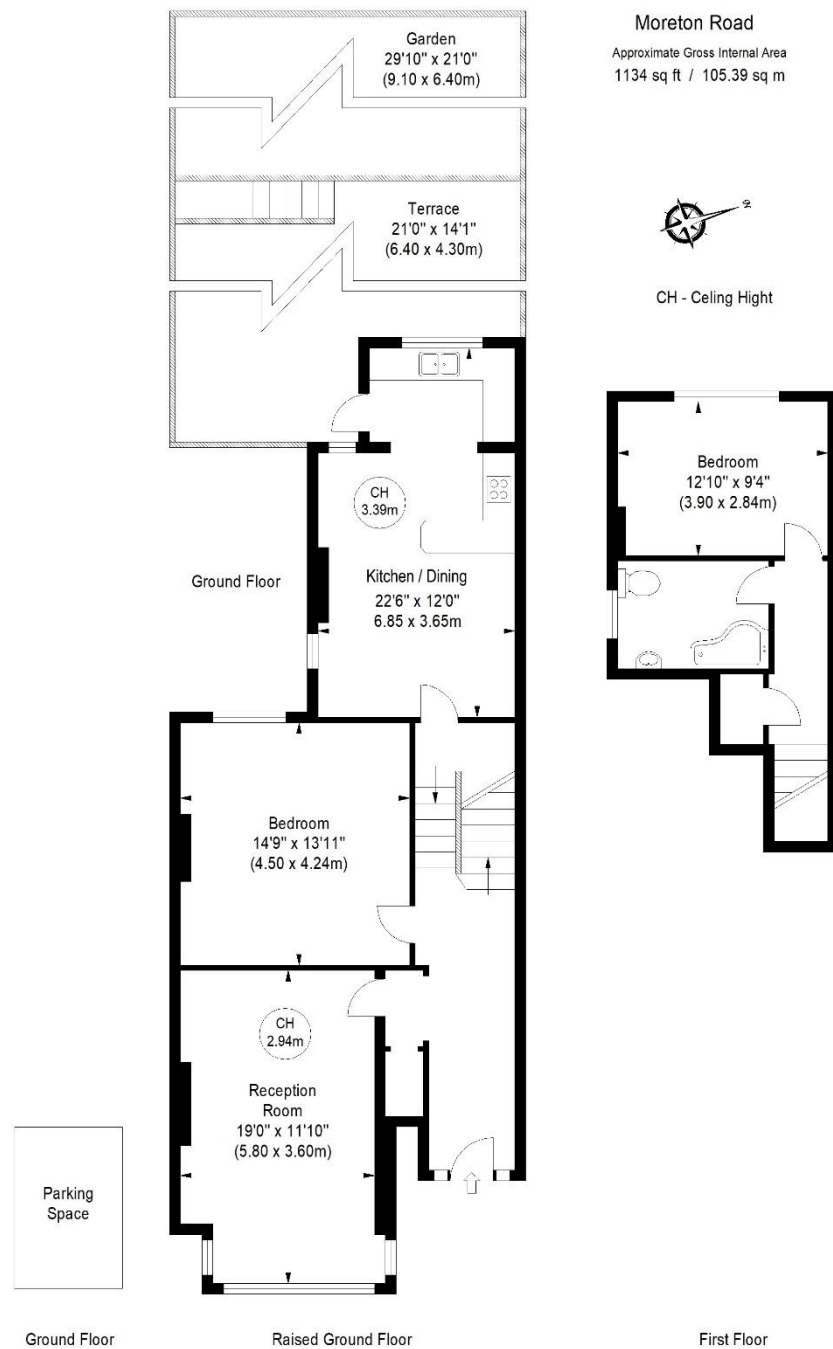 Moreton Road
Approximate Gross Internal Area
1134 sq ft / 105.39 sq m
Garden
29'10" x 21'0"
(9.10 x 6.40m)
Terrace
21'0" x 14'1"
(6.40 x 4.30m)
N
CH - Celing Hight
CH
3.39m
Kitchen / Dining
22'6" x 12'0"
6.85 x 3.65m
Ground Floor
Bedroom
12'10" x 9'4"
(3.90 x 2.84m)
Bedroom
14'9" x 13'11"
(4.50 x 4.24m)
CH
2.94m
Reception
Room
19'0" x 11'10"
(5.80 x 3.60m)
Parking
Space
Ground Floor
Raised Ground Floor
First Floor